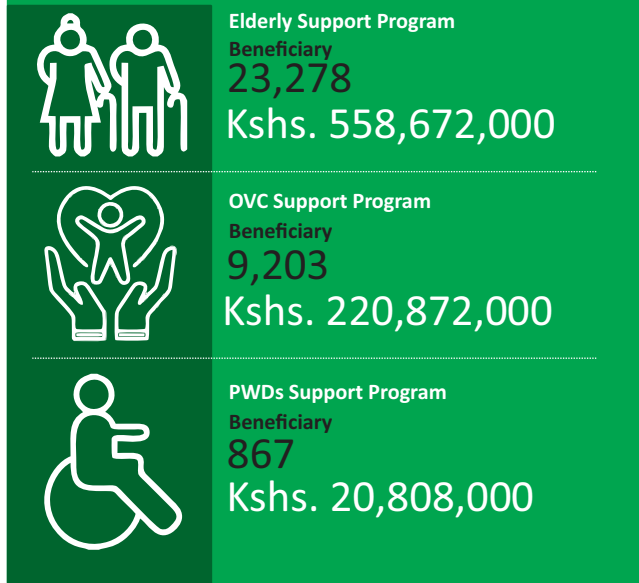 Elderly Support Program
Beneficiary
23,278
Kshs. 558,672,000
OVC Support Program
Beneficiary
9,203
Kshs. 220,872,000
PWDs Support Program
Beneficiary
867
Kshs. 20,808,000